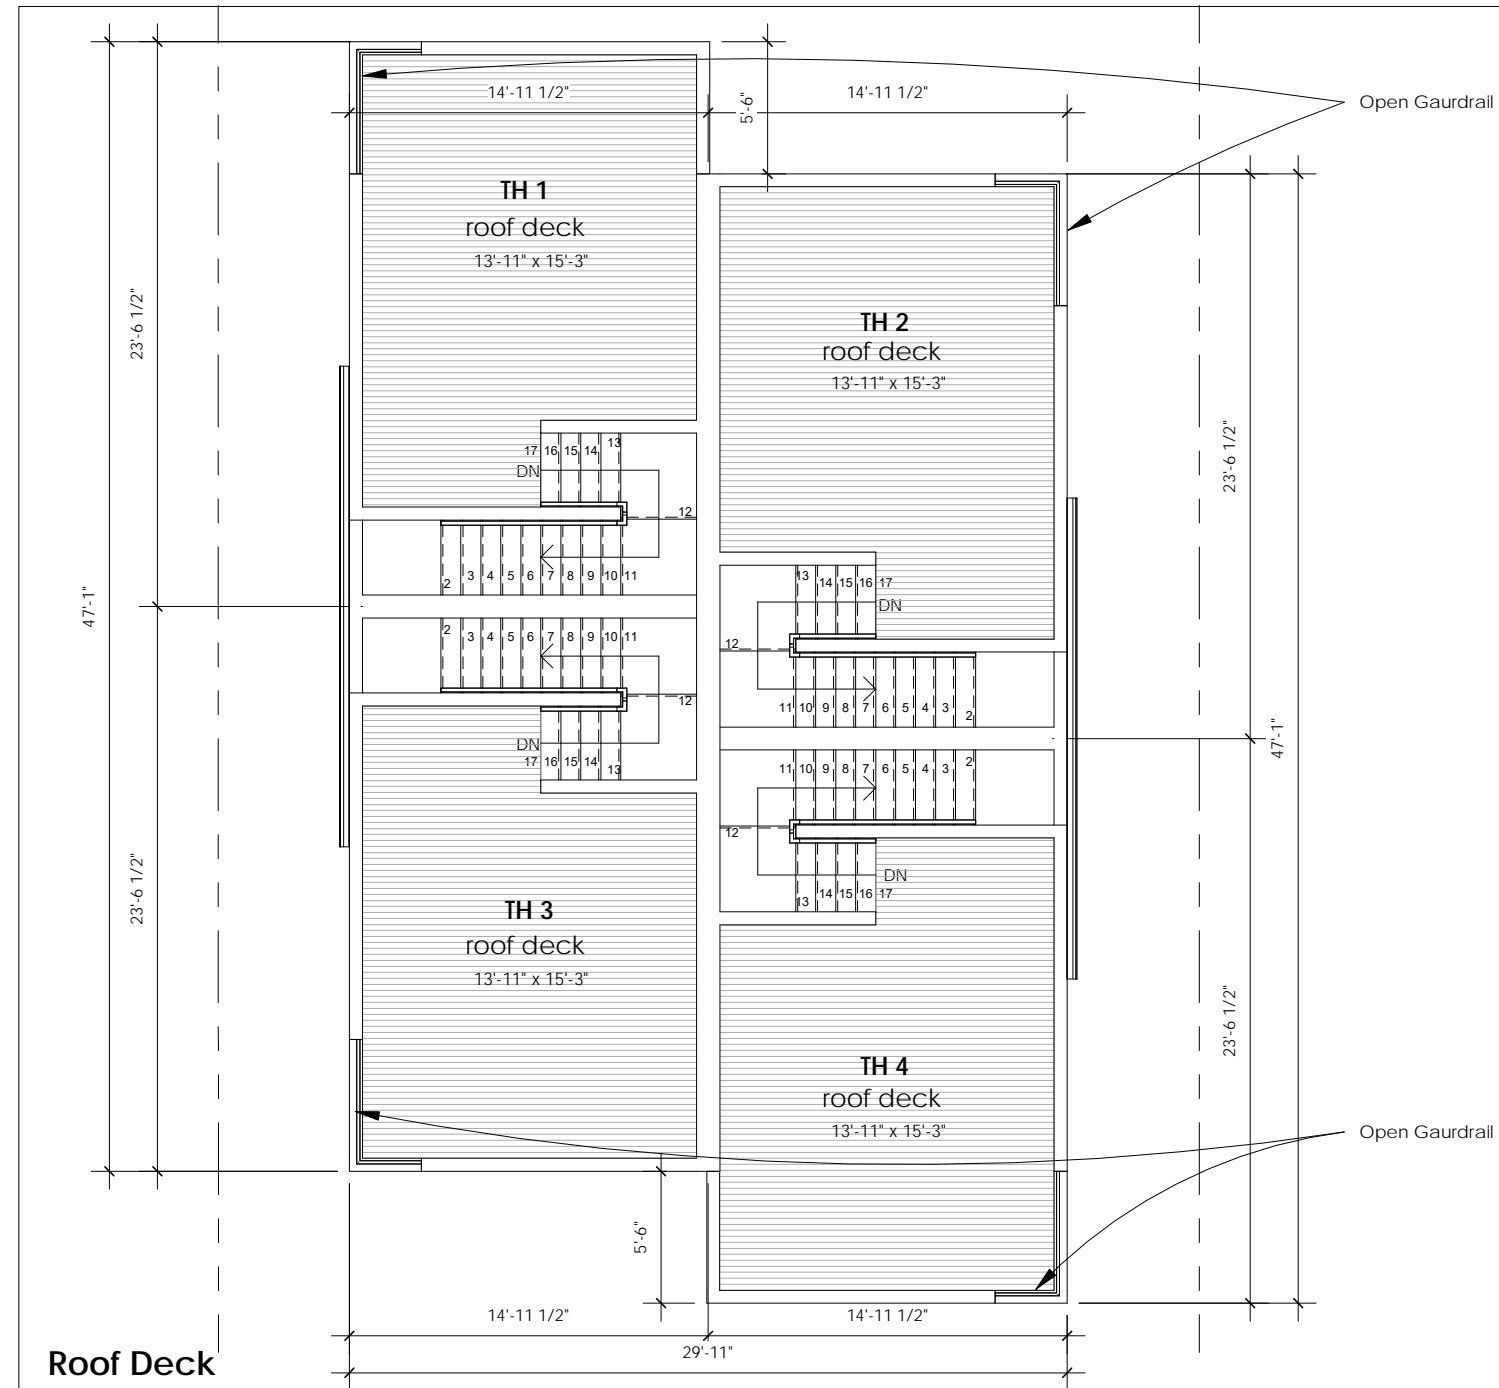 14'-11 1/2"
14'-11 1/2"
5'-6"
Open Gaurdrail
TH 1
roof deck
13'-11" x 15'-3"
TH 2
roof deck
13'-11" x 15'-3"
23'-6 1/2"
23'-6 1/2"
17 16 15 14 13
DN
12
2 3 4 5 6 7 8 9 10 11
13 14 15 16 17
DN
12
47'-1"
2 3 4 5 6 7 8 9 10 11
12
DN
17 16 15 14 13
11 10 9 8 7 6 5 4 3 2
47'-1"
11 10 9 8 7 6 5 4 3 2
12
DN
13 14 15 16 17
23'-6 1/2"
23'-6 1/2"
TH 3
roof deck
13'-11" x 15'-3"
TH 4
roof deck
13'-11" x 15'-3"
Open Gaurdrail
5'-6"
14'-11 1/2"
14'-11 1/2"
29'-11"
Roof Deck